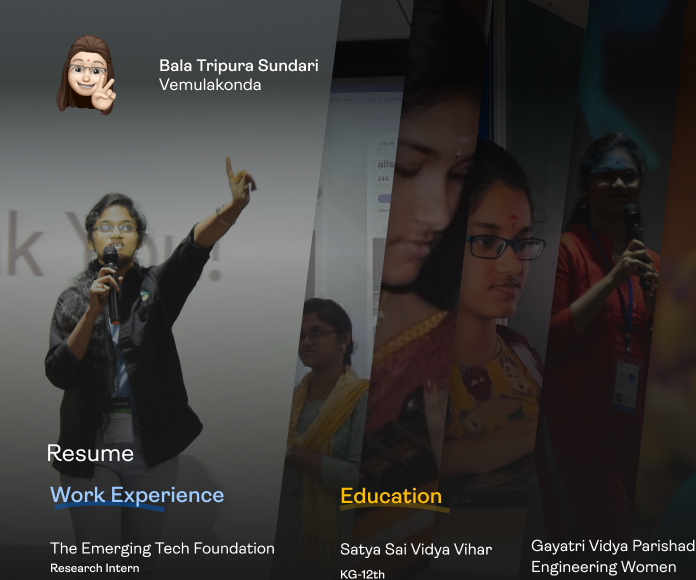 Bala Tripura Sundari
Vemulakonda
k You!
Resume
Work Experience
Education
The Emerging Tech Foundation
Research Intern
Satya Sai Vidya Vihar
KG-12th
Gayatri Vidya Parishad
Engineering Women